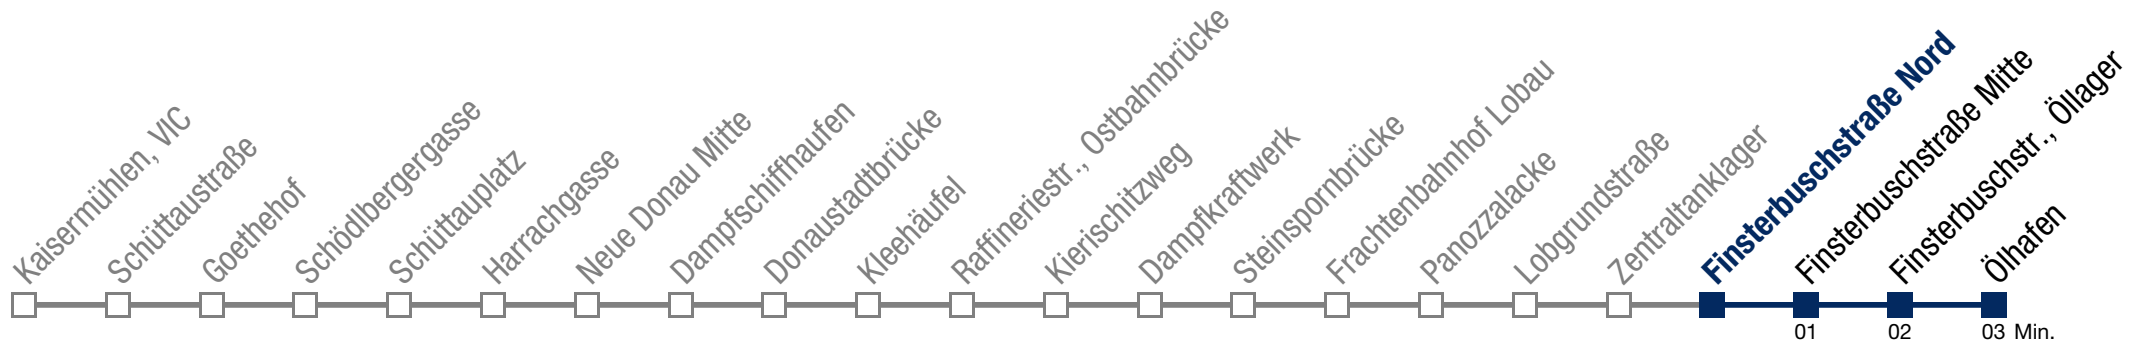 Kaisermühlen, VIC
Schüttaustraße
Goethehof
Schödlbergergasse
Schüttauplatz
Harrachgasse
Neue Donau Mitte
Dampfschiffhaufen
Donaustadtbrücke
Kleehäufel
Raffineriestr., Ostbahnbrücke
Kierischitzweg
Dampfkraftwerk
Steinspornbrücke
Frachtenbahnhof Lobau
Panozzalacke
Lobgrundstraße
Zentraltanklager
Finsterbuschstraße Nord
Finsterbuschstraße Mitte
Finsterbuschstr., Öllager
Ölhafen
01 02 03 Min.